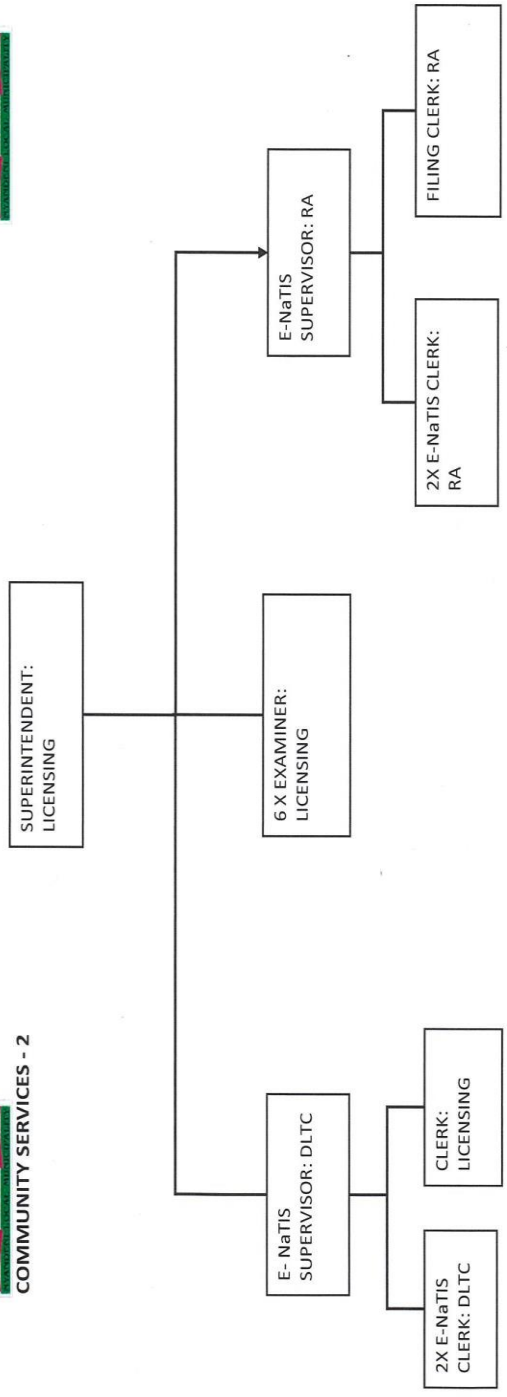 COMMUNITY SERVICES - 2
SUPERINTENDENT:
LICENSING
E- NaTIS
SUPERVISOR: DLTC
6 X EXAMINER:
LICENSING
E-NaTIS
SUPERVISOR: RA
2X E-NaTIS
CLERK: DLTC
CLERK:
LICENSING
2X E-NaTIS CLERK:
RA
FILING CLERK: RA